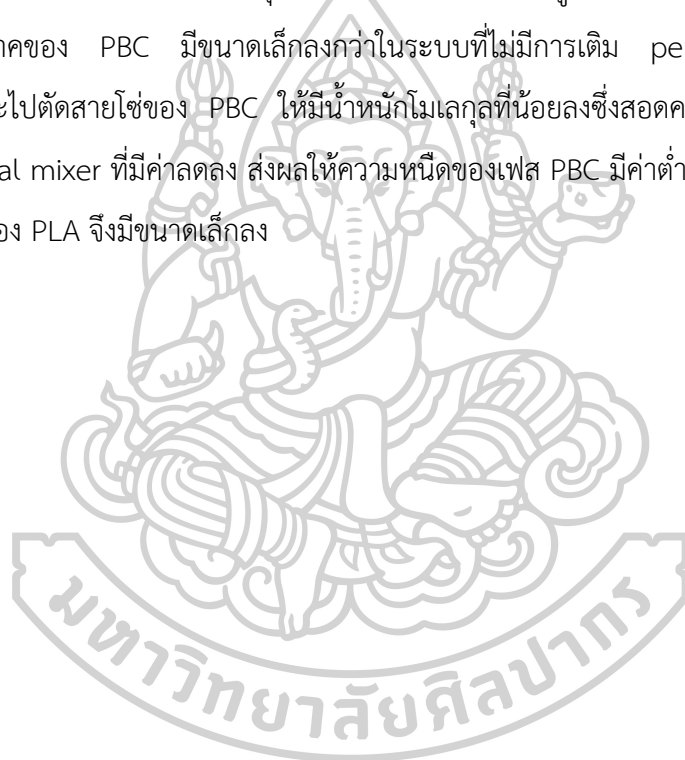 าคของ PBC มีขนาดเล็กลงกว่าในระบบที่ไม่มีการเติม pe
ะไปตัดสายโซ่ของ PBC ให้มีน้ำหนักโมเลกุลที่น้อยลงซึ่งสอดค
al mixer ที่มีค่าลดลง ส่งผลให้ความหนืดของเฟส PBC มีค่าต่ำ
อง PLA จึงมีขนาดเล็กลง
มหาวิทยาลัยศิลปากร